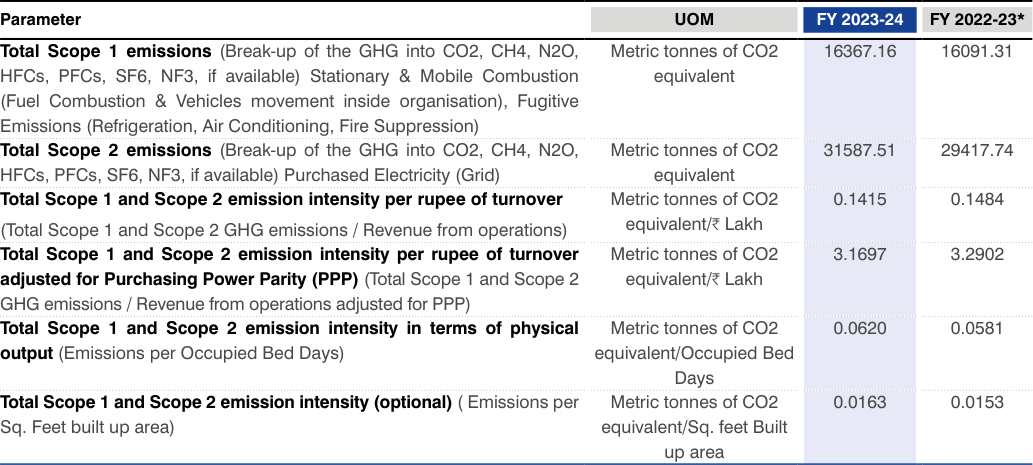 Parameter UOM FY 2023-24 FY 2022-23*
Total Scope 1 emissions (Break-up of the GHG into CO2, CH4, N2O, Metric tonnes of CO2 16367.16 16091.31
HFCs, PFCs, SF6, NF3, if available) Stationary & Mobile Combustion equivalent
(Fuel Combustion & Vehicles movement inside organisation), Fugitive
Emissions (Refrigeration, Air Conditioning, Fire Suppression)
Total Scope 2 emissions (Break-up of the GHG into CO2, CH4, N2O, Metric tonnes of CO2 31587.51 29417.74
HFCs, PFCs, SF6, NF3, if available) Purchased Electricity (Grid) equivalent
Total Scope 1 and Scope 2 emission intensity per rupee of turnover Metric tonnes of CO2 0.1415 0.1484
(Total Scope 1 and Scope 2 GHG emissions / Revenue from operations) equivalent/₹ Lakh
Total Scope 1 and Scope 2 emission intensity per rupee of turnover Metric tonnes of CO2 3.1697 3.2902
adjusted for Purchasing Power Parity (PPP) (Total Scope 1 and Scope 2 equivalent/₹ Lakh
GHG emissions / Revenue from operations adjusted for PPP)
Total Scope 1 and Scope 2 emission intensity in terms of physical Metric tonnes of CO2 0.0620 0.0581
output (Emissions per Occupied Bed Days) equivalent/Occupied Bed
Days
Total Scope 1 and Scope 2 emission intensity (optional) ( Emissions per Metric tonnes of CO2 0.0163 0.0153
Sq. Feet built up area) equivalent/Sq. feet Built
up area